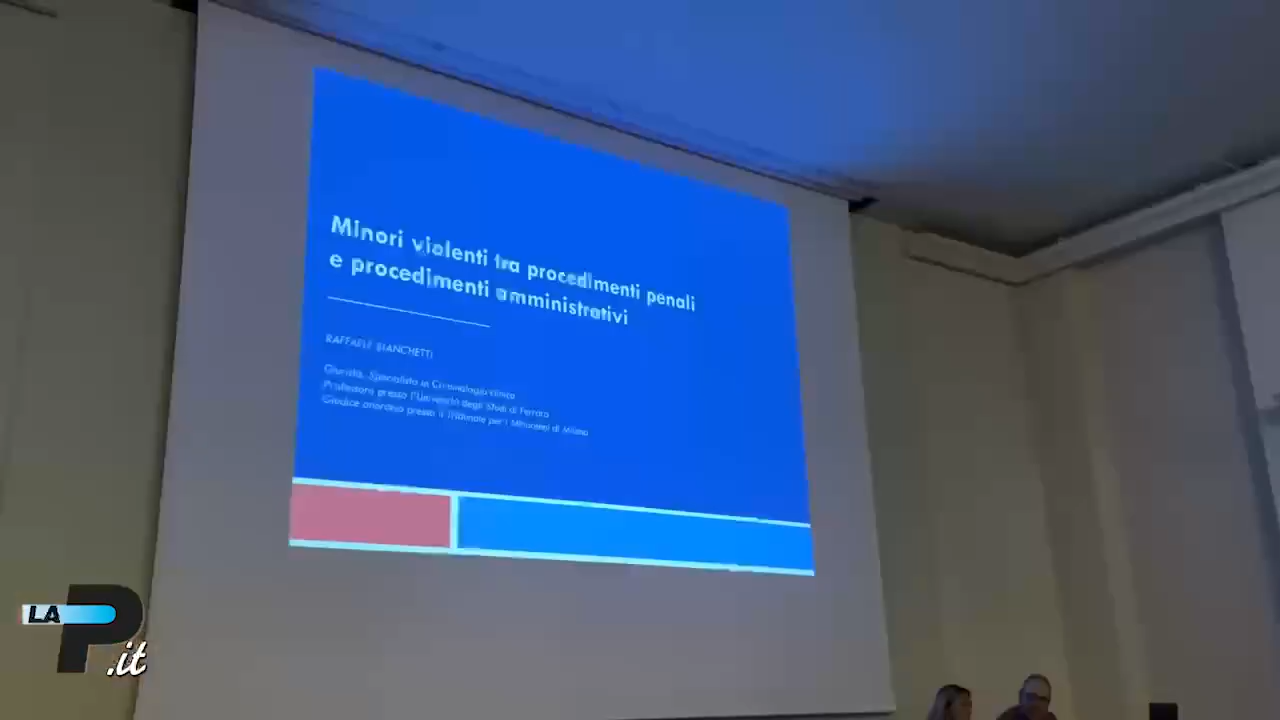 Minori violenti tra procedimenti penali
e procedimenti amministrativi
RAFFAELE BIANCHETTI
Giurista, Specialista in Criminologia clinica
Professore presso l'Università degli Studi di Ferrara
Giudice onorario presso il Tribunale per i Minorenni di Milano
LA P.it